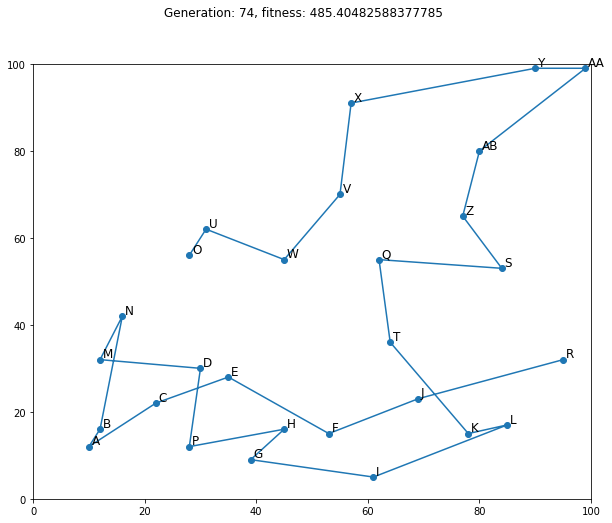 Generation: 74, fitness: 485.40482588377785
100
Y
AA
X
AB
80
V
Z
U
O
W
Q
S
60
N
40
T
M
D
R
E
C
J
20
B
H
F
L
K
A
P
G
I
0
0
20
40
60
80
100